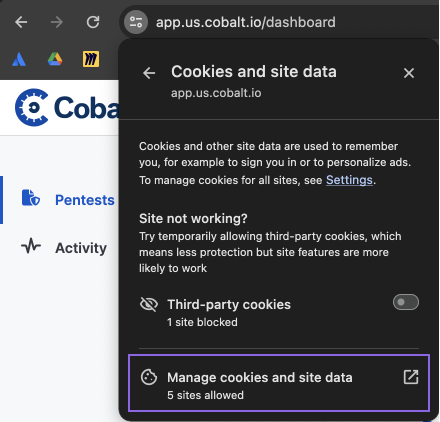 app.us.cobalt.io/dashboard
Cookies and site data
app.us.cobalt.io
Coba
Cookies and other site data are used to remember
you, for example to sign you in or to personalize ads.
To manage cookies for all sites, see Settings.
Pentests
Site not working?
Try temporarily allowing third-party cookies, which
means less protection but site features are more
likely to work
Activity
Third-party cookies
1 site blocked
Manage cookies and site data
5 sites allowed